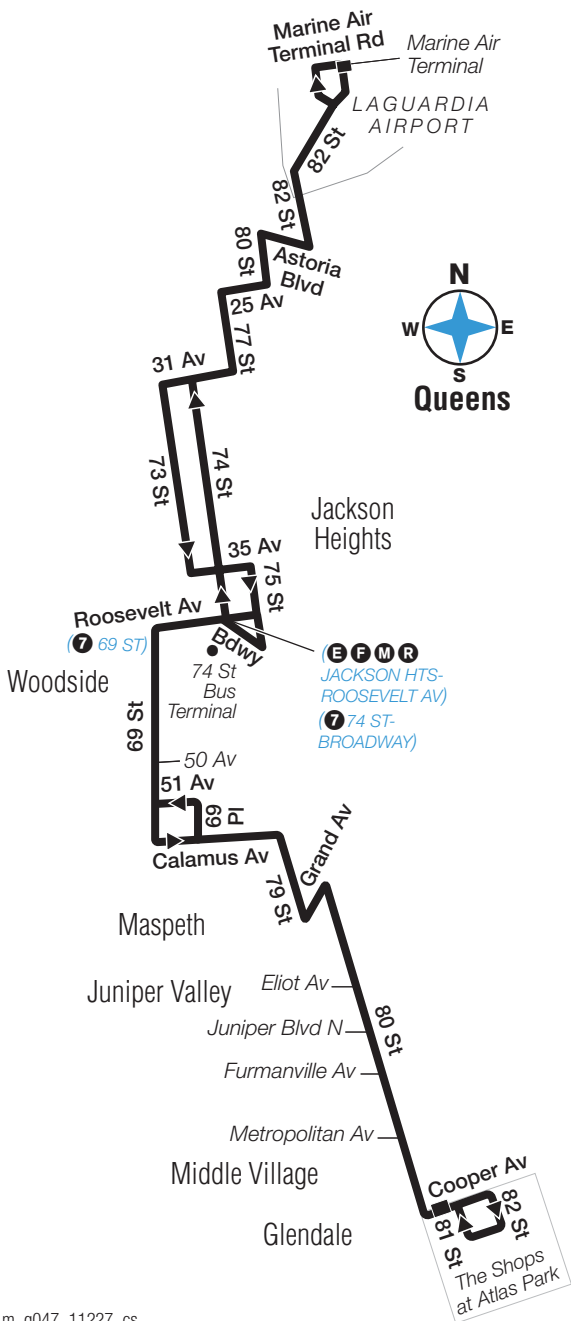 Marine Air
Terminal Rd
Marine Air
Terminal
LAGUARDIA
AIRPORT
82 St
82 St
80 St
Astoria
Blvd
25 Av
77 St
31 Av
N
W
E
S
Queens
73 St
74 St
Jackson
Heights
35 Av
75 St
Roosevelt Av
(7 69 ST)
Bdwy
(E F M R
JACKSON HTS-
ROOSEVELT AV)
(7 74 ST-
BROADWAY)
Woodside
74 St
Bus
Terminal
69 St
50 Av
51 Av
69 Pl
Calamus Av
Grand Av
79 St
Maspeth
Juniper Valley
Eliot Av
80 St
Juniper Blvd N
Furmanville Av
Metropolitan Av
Middle Village
Cooper Av
82 St
81 St
Glendale
The Shops
at Atlas Park